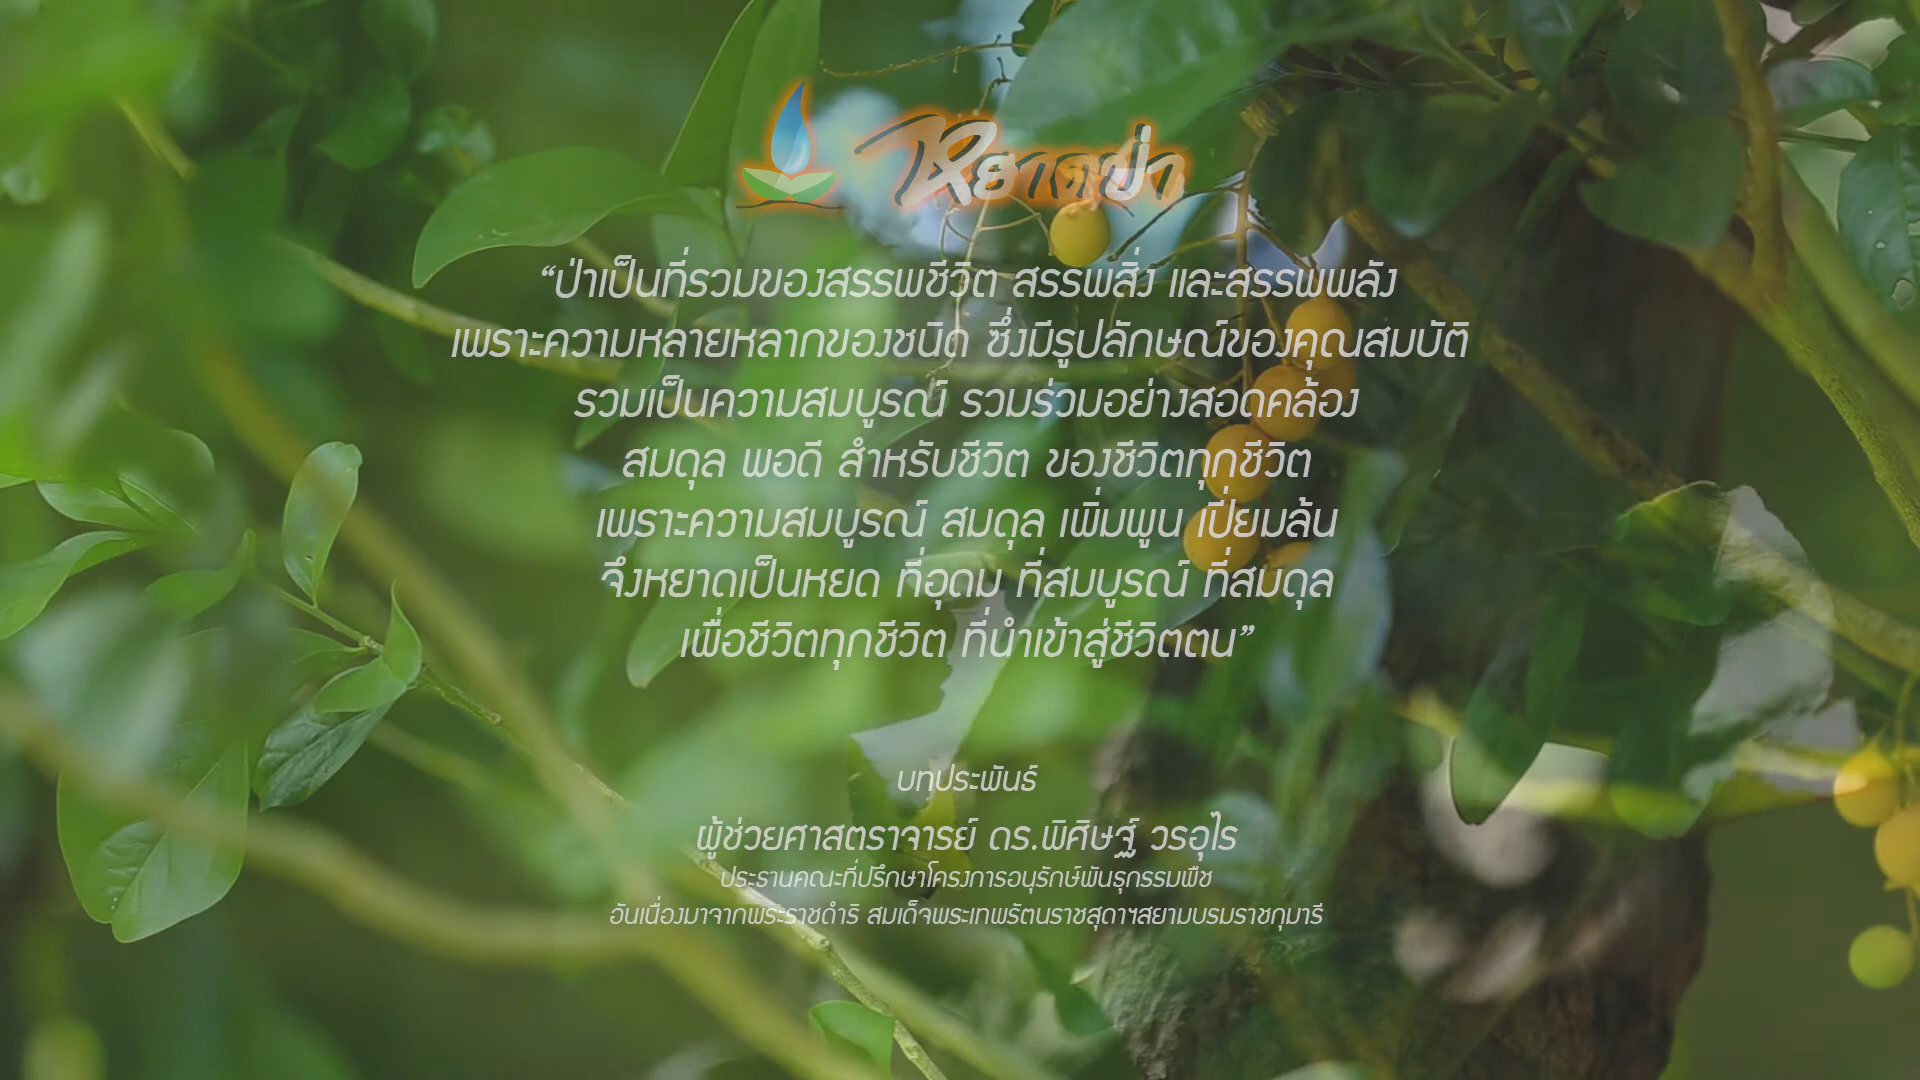 หยาดป่า
“ป่าเป็นที่รวมของสรรพชีวิต สรรพสิ่ง และสรรพพลัง
เพราะความหลายหลากของชนิด ซึ่งมีรูปลักษณ์ของคุณสมบัติ
รวมเป็นความสมบูรณ์ รวมร่วมอย่างสอดคล้อง
สมดุล พอดี สำหรับชีวิต ของชีวิตทุกชีวิต
เพราะความสมบูรณ์ สมดุล เพิ่มพูน เปี่ยมล้น
จึงหยาดเป็นหยด ที่อุดม ที่สมบูรณ์ ที่สมดุล
เพื่อชีวิตทุกชีวิต ที่นำเข้าสู่ชีวิตตน”
บทประพันธ์
ผู้ช่วยศาสตราจารย์ ดร.พิศิษฐ์ วรอุไร
ประธานคณะที่ปรึกษาโครงการอนุรักษ์พันธุกรรมพืช
อันเนื่องมาจากพระราชดำริ สมเด็จพระเทพรัตนราชสุดาฯสยามบรมราชกุมารี